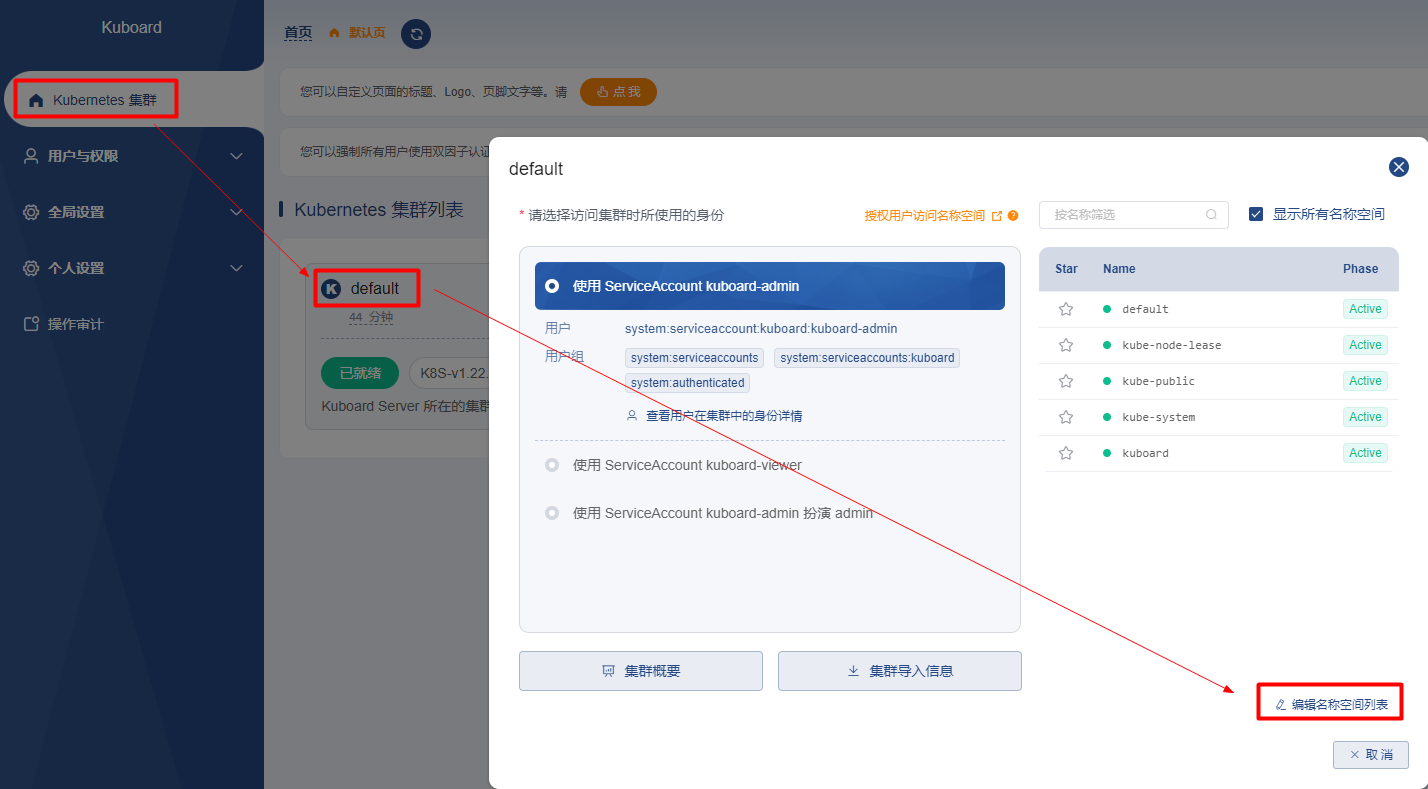 Kuboard
Kubernetes 集群
用户与权限
全局设置
个人设置
操作审计
首页 默认页
您可以自定义页面的标题、Logo、页脚文字等。请 点 我
您可以强制所有用户使用双因子认证
Kubernetes 集群列表
default
44 分钟
已就绪 K8S-v1.22.
Kuboard Server 所在的集群
default
* 请选择访问集群时所使用的身份
授权用户访问名称空间
使用 ServiceAccount kuboard-admin
用户 system:serviceaccount:kuboard:kuboard-admin
用户组 system:serviceaccounts system:serviceaccounts:kuboard
system:authenticated
查看用户在集群中的身份详情
使用 ServiceAccount kuboard-viewer
使用 ServiceAccount kuboard-admin 扮演 admin
集群概要 集群导入信息
按名称筛选 显示所有名称空间
Star Name Phase
default Active
kube-node-lease Active
kube-public Active
kube-system Active
kuboard Active
编辑名称空间列表
取 消